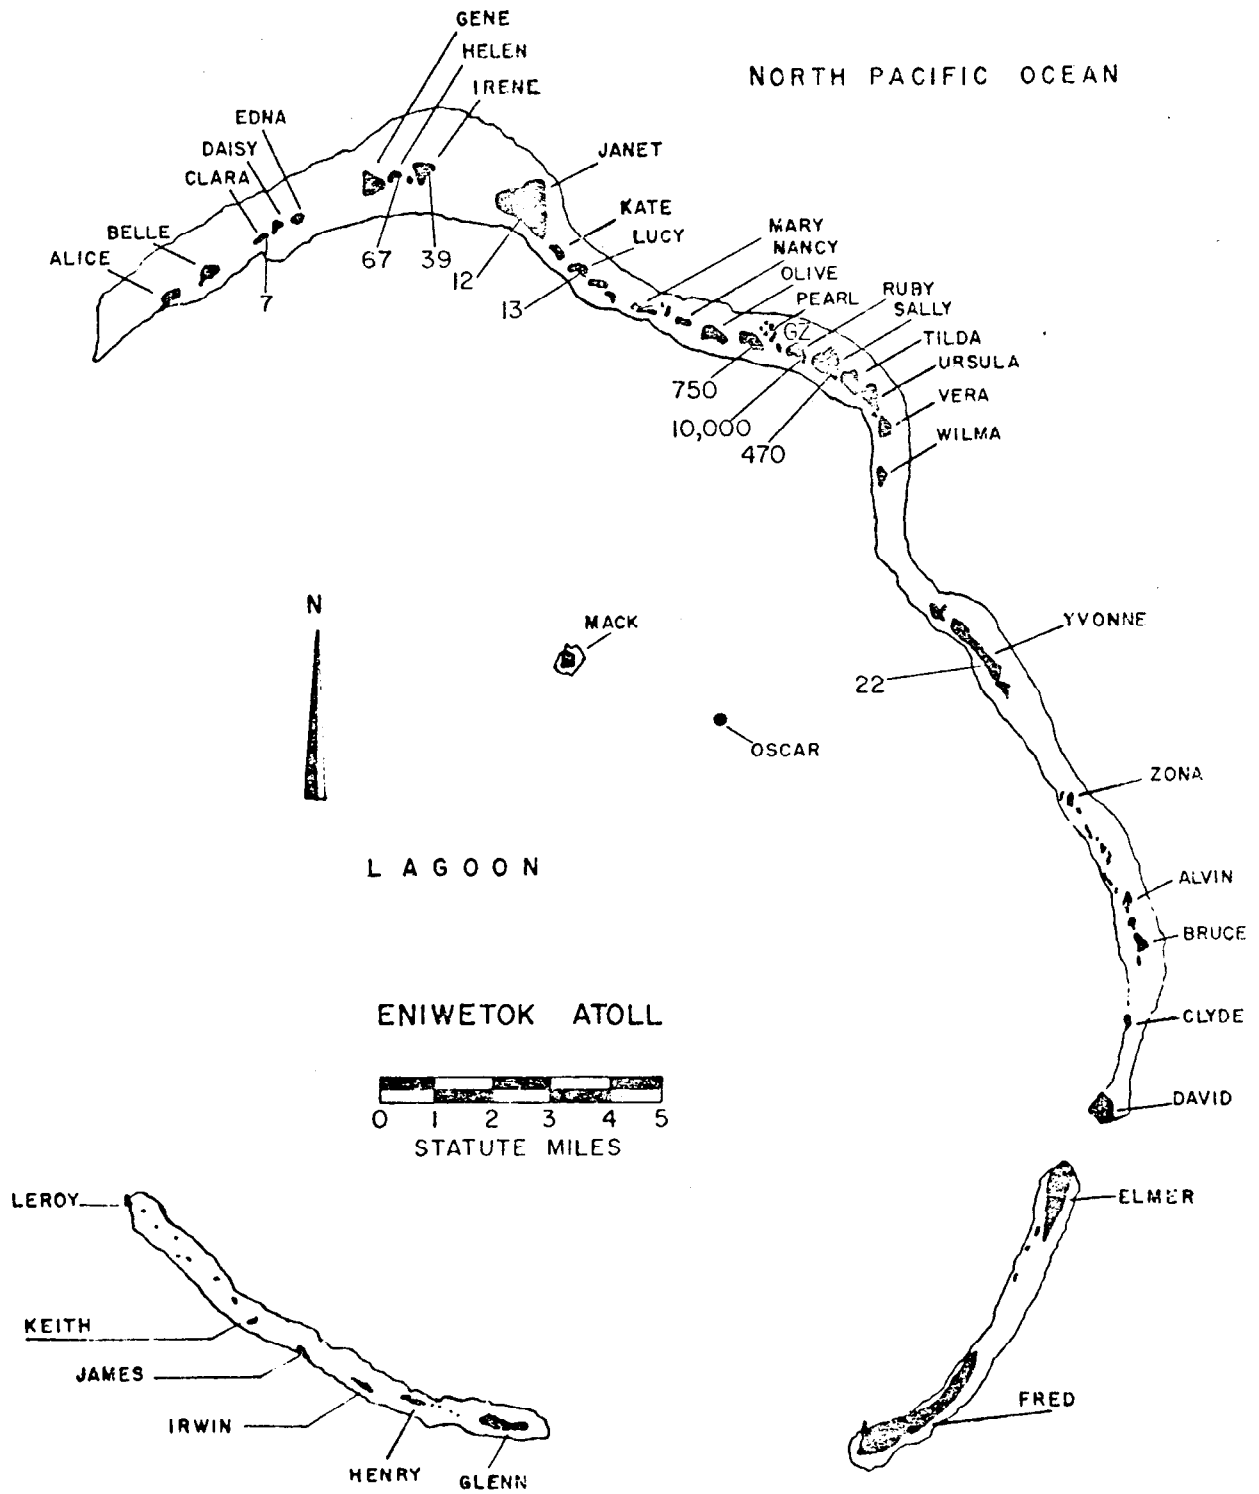 GENE
HELEN
IRENE
NORTH PACIFIC OCEAN
EDNA
DAISY
CLARA
JANET
KATE
LUCY
MARY
NANCY
OLIVE
PEARL
RUBY
SALLY
BELLE
ALICE
7
67
39
12
13
GZ
TILDA
URSULA
VERA
WILMA
750
10,000
470
N
MACK
YVONNE
22
OSCAR
ZONA
LAGOON
ALVIN
BRUCE
ENIWETOK ATOLL
CLYDE
0 1 2 3 4 5
STATUTE MILES
DAVID
LEROY
ELMER
KEITH
JAMES
IRWIN
HENRY
GLENN
FRED